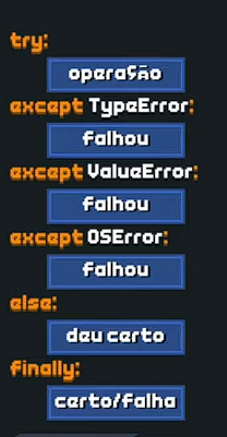 try:
operação
except TypeError:
falhou
except ValueError:
falhou
except OSError:
falhou
else:
deu certo
finally:
certo/falha